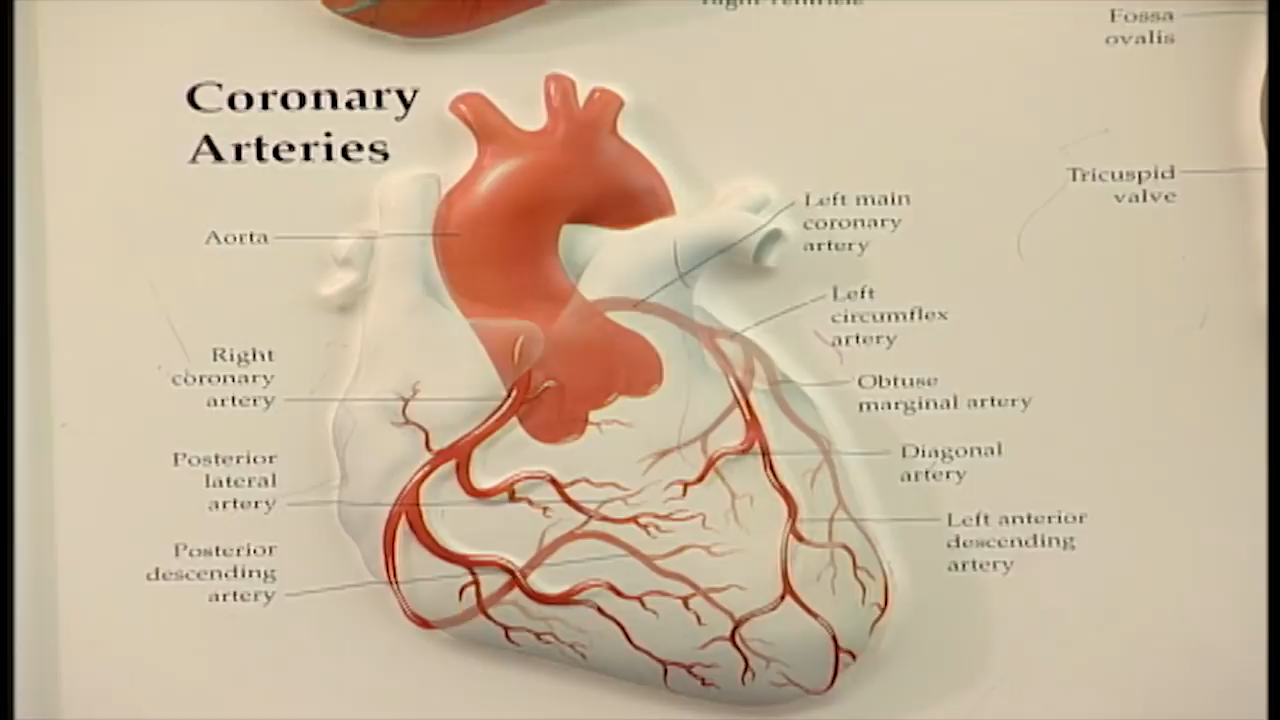 Fossa
ovalis
Coronary
Arteries
Tricuspid
valve
Left main
coronary
artery
Aorta
Left
circumflex
artery
Right
coronary
artery
Obtuse
marginal artery
Diagonal
artery
Posterior
lateral
artery
Left anterior
descending
artery
Posterior
descending
artery